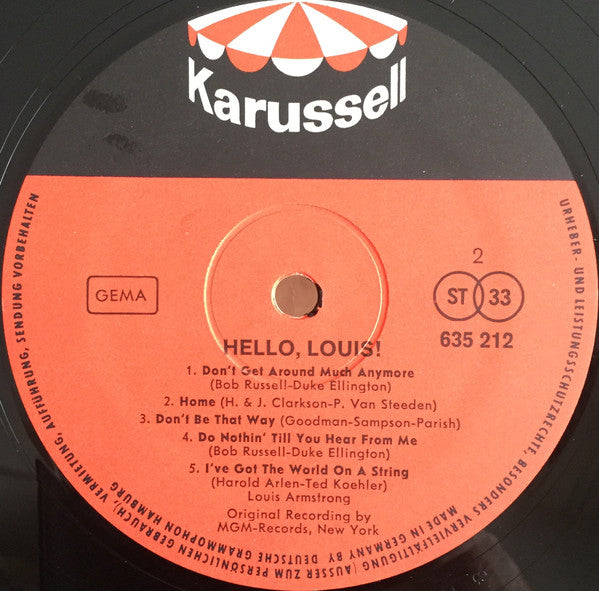 Karussell
GEMA
2
ST 33
635 212
HELLO, LOUIS!
1. Don't Get Around Much Anymore
(Bob Russell-Duke Ellington)
2. Home (H. & J. Clarkson-P. Van Steeden)
3. Don't Be That Way (Goodman-Sampson-Parish)
4. Do Nothin' Till You Hear From Me
(Bob Russell-Duke Ellington)
5. I've Got The World On A String
(Harold Arlen-Ted Koehler)
Louis Armstrong
Original Recording by
MGM-Records, New York
URHEBER- UND LEISTUNGSSCHUTZRECHTE, BESONDERS VERVIELFÄLTIGUNG (AUSSER ZUM PERSÖNLICHEN GEBRAUCH), VERMIETUNG, AUFFÜHRUNG, SENDUNG VORBEHALTEN
MADE IN GERMANY BY DEUTSCHE GRAMMOPHON HAMBURG